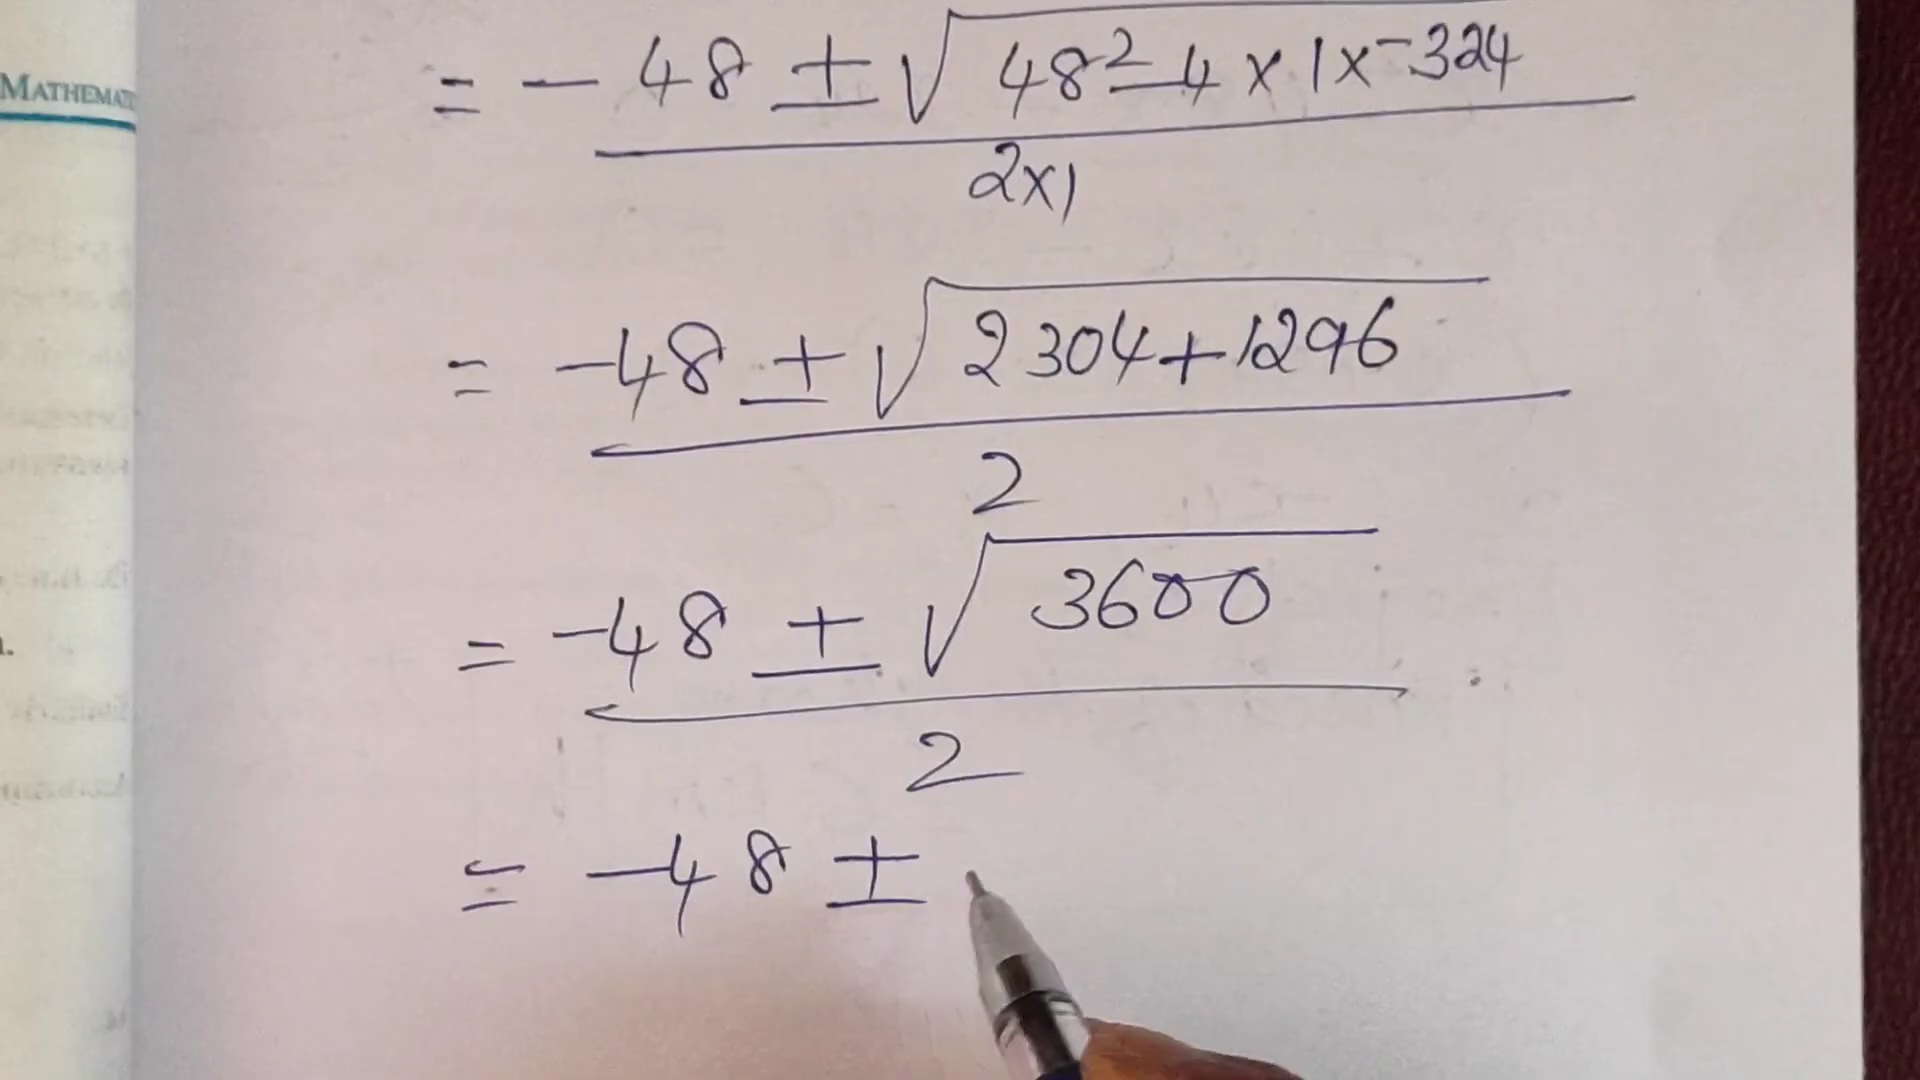 MATHEMAT
= - 48 ± √48² - 4 × 1 × -324
2×1
= -48 ± √2304+1296
2
= -48 ± √3600
2
= -48 ±